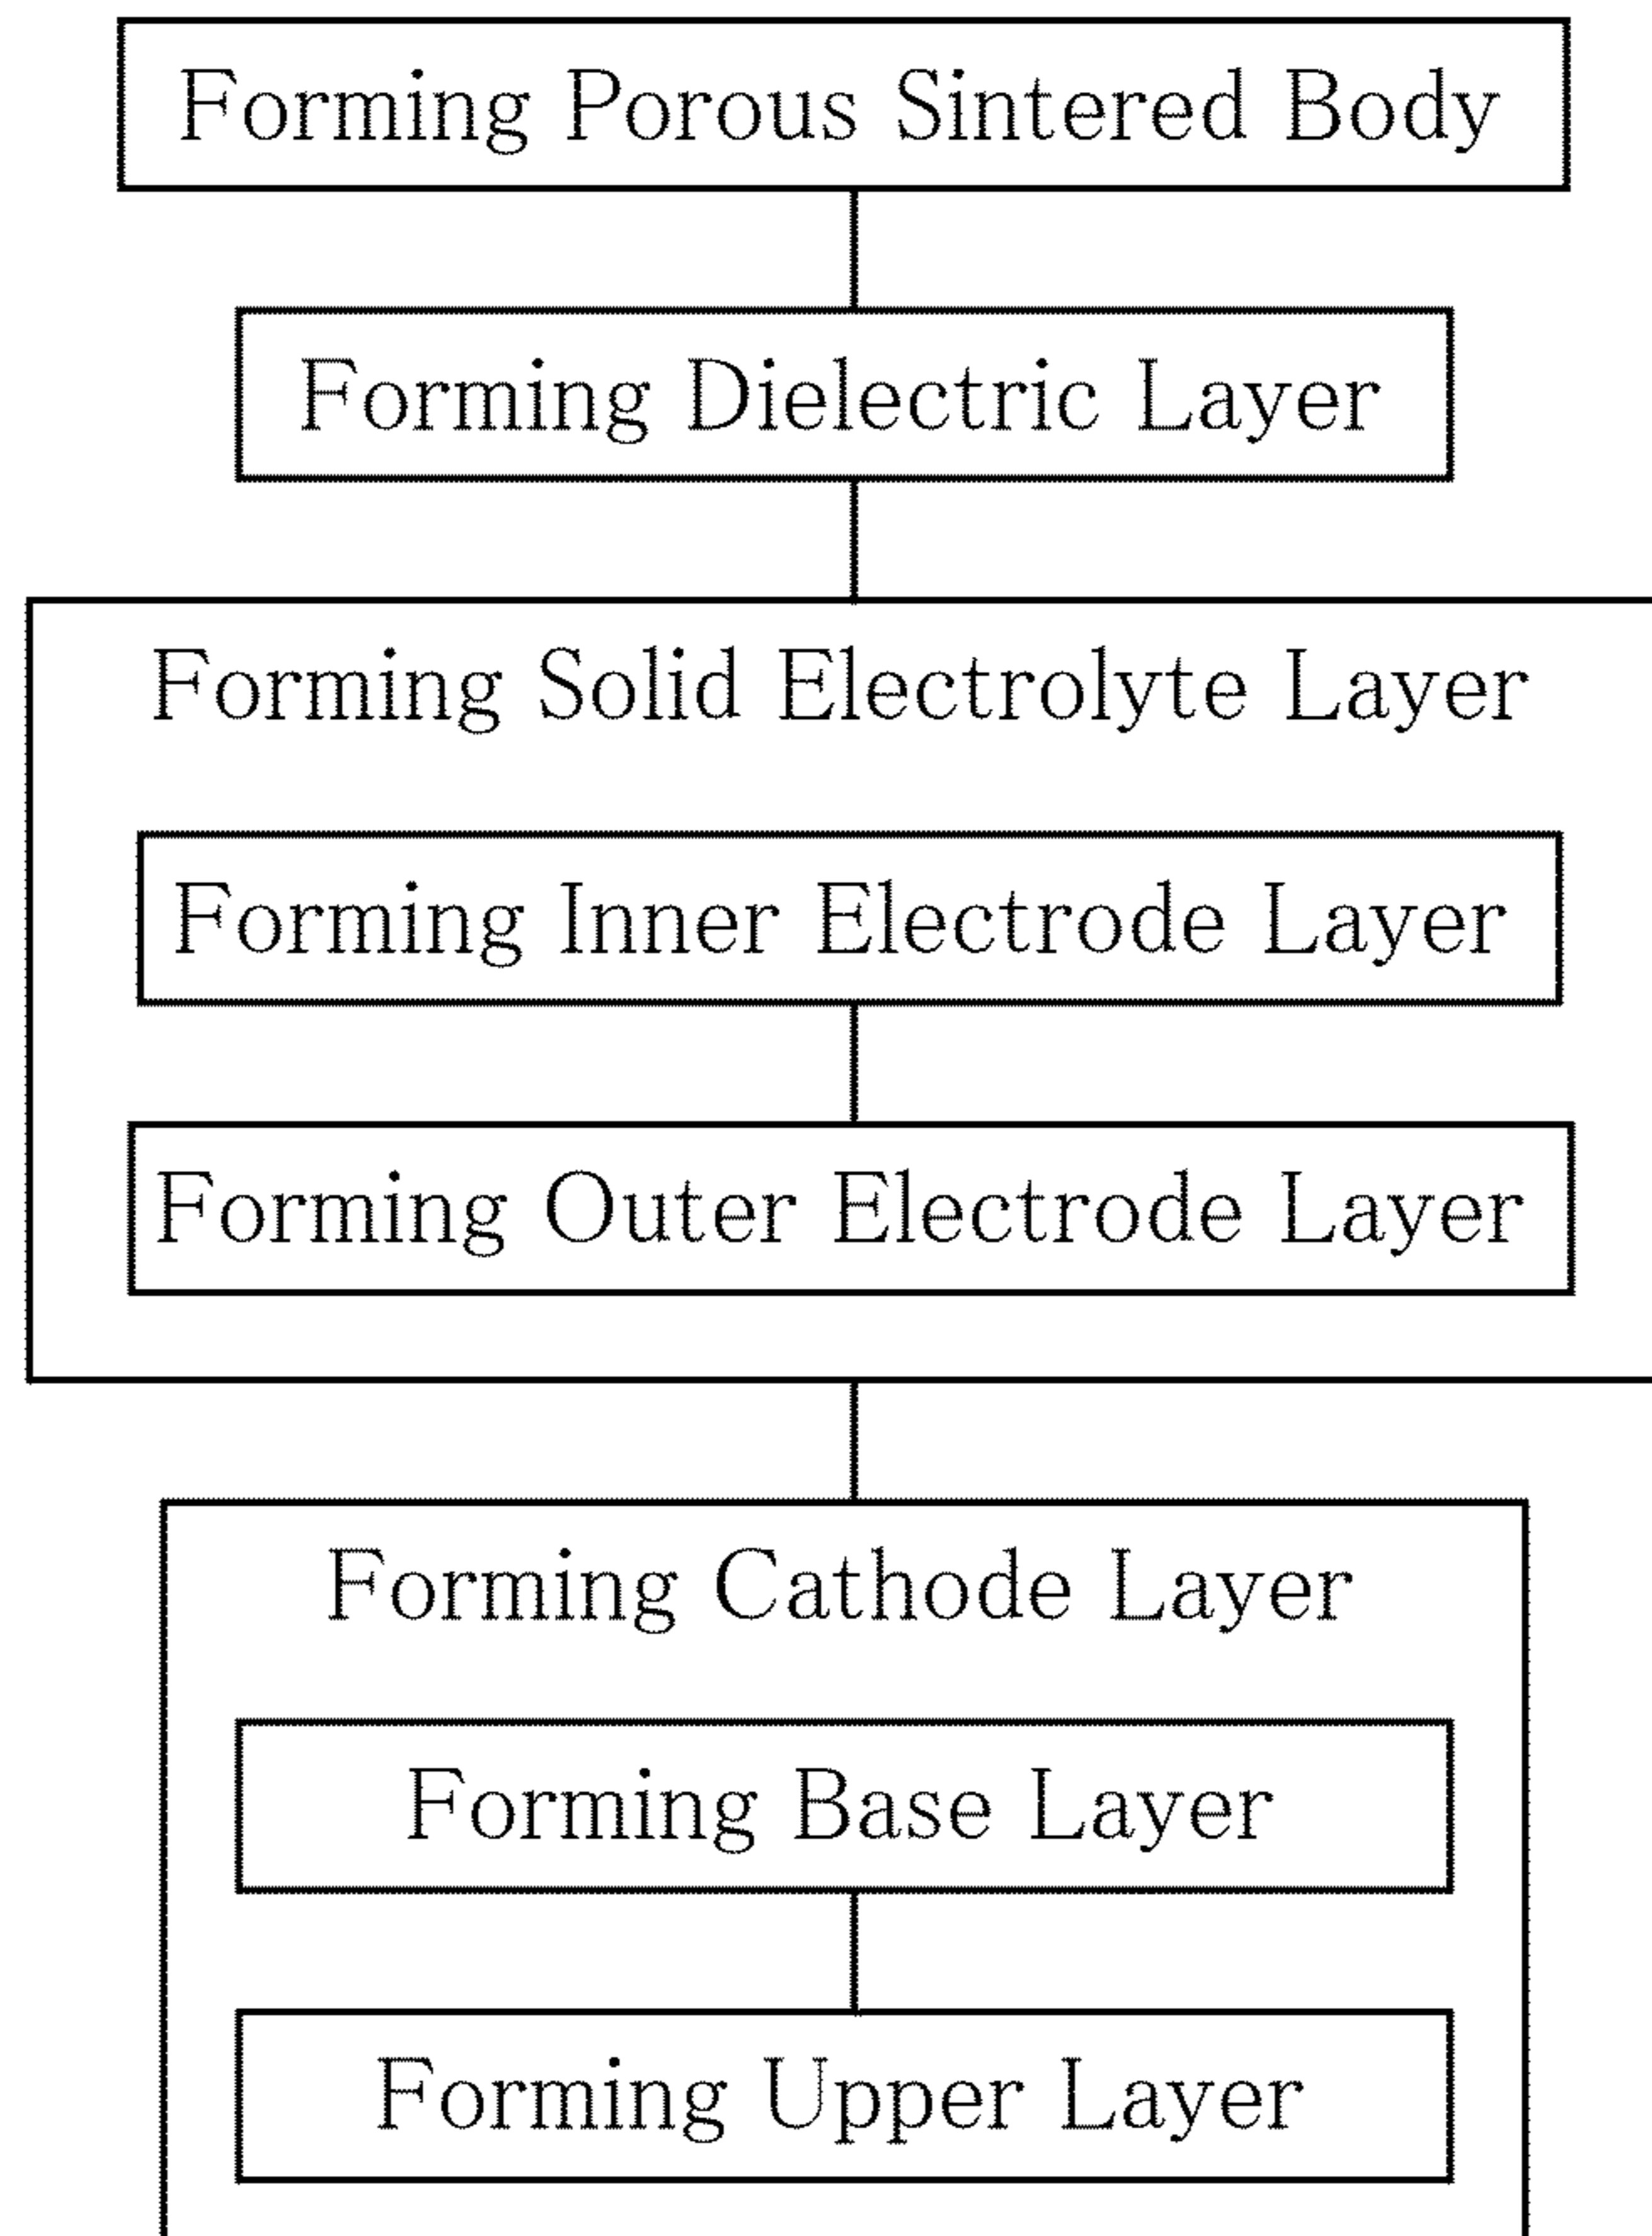 Forming Porous Sintered Body
Forming Dielectric Layer
Forming Solid Electrolyte Layer
Forming Inner Electrode Layer
Forming Outer Electrode Layer
Forming Cathode Layer
Forming Base Layer
Forming Upper Layer